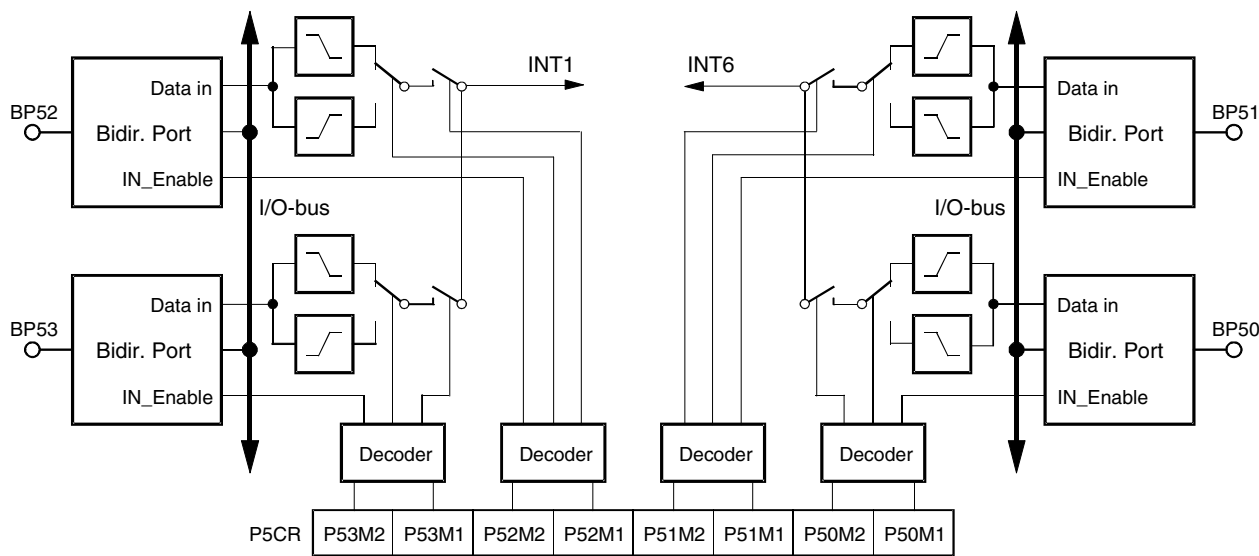 INT1 INT6
BP52 Data in Data in BP51
Bidir. Port Bidir. Port
IN_Enable IN_Enable
I/O-bus I/O-bus
Data in Data in
BP53 Bidir. Port Bidir. Port BP50
IN_Enable IN_Enable
Decoder Decoder Decoder Decoder
P5CR P53M2 P53M1 P52M2 P52M1 P51M2 P51M1 P50M2 P50M1